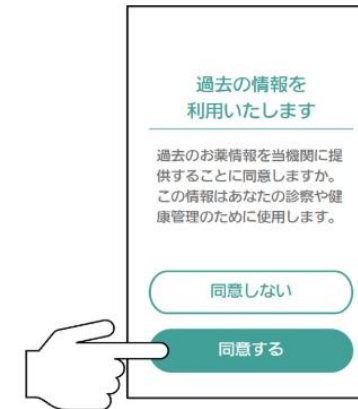 過去の情報を
利用いたします
過去のお薬情報を当機関に提
供することに同意しますか。
この情報はあなたの診察や健
康管理のために使用します。
同意しない
同意する